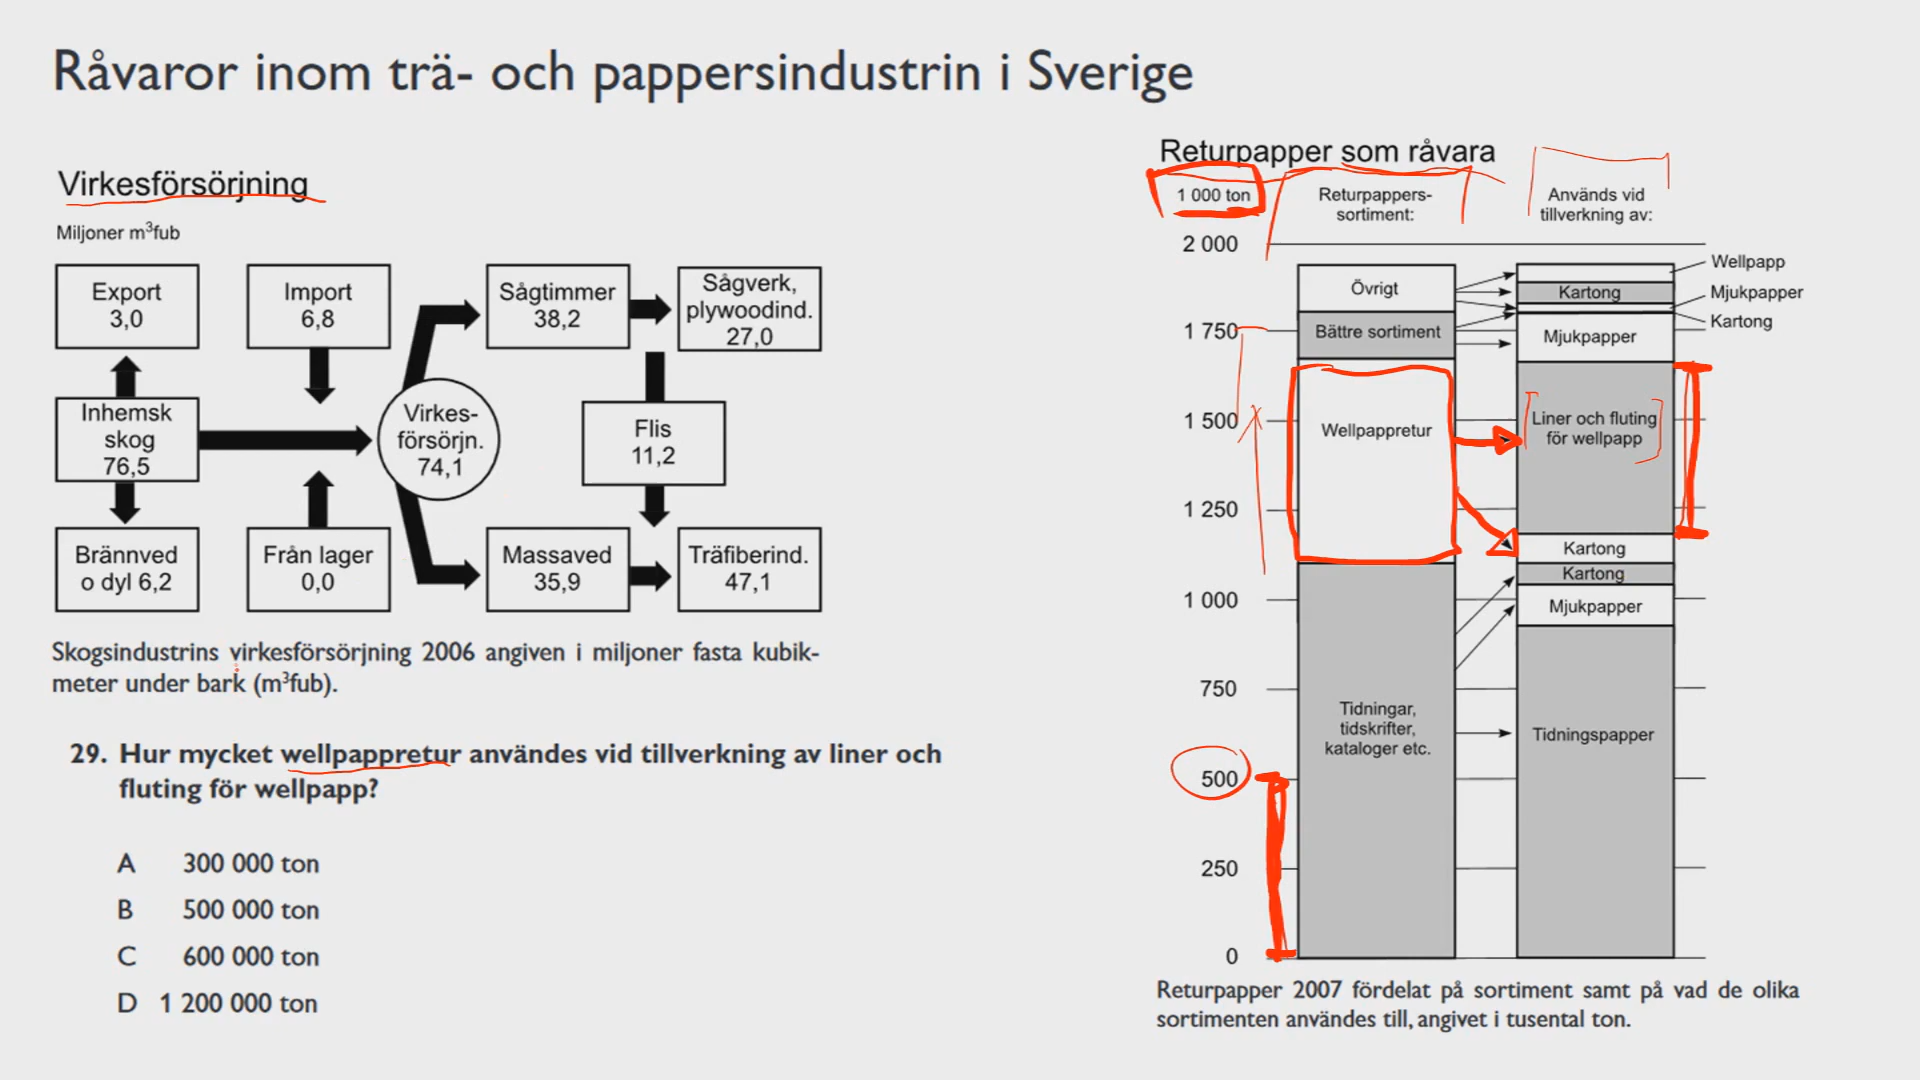 Råvaror inom trä- och pappersindustrin i Sverige
Virkesförsörjning
Miljoner m³fub
Export
3,0
Import
6,8
Sågtimmer
38,2
Sågverk,
plywoodind.
27,0
Inhemsk
skog
76,5
Virkes-
försörjn.
74,1
Flis
11,2
Brännved
o dyl 6,2
Från lager
0,0
Massaved
35,9
Träfiberind.
47,1
Skogsindustrins virkesförsörjning 2006 angiven i miljoner fasta kubik-
meter under bark (m³fub).
29. Hur mycket wellpappretur användes vid tillverkning av liner och
fluting för wellpapp?
A 300 000 ton
B 500 000 ton
C 600 000 ton
D 1 200 000 ton
Returpapper som råvara
1 000 ton
Returpappers-
sortiment:
Används vid
tillverkning av:
2 000
1 750
1 500
1 250
1 000
750
500
250
0
Övrigt
Bättre sortiment
Wellpappretur
Tidningar,
tidskrifter,
kataloger etc.
Wellpapp
Kartong
Mjukpapper
Kartong
Mjukpapper
Liner och fluting
för wellpapp
Kartong
Kartong
Mjukpapper
Tidningspapper
Returpapper 2007 fördelat på sortiment samt på vad de olika
sortimenten användes till, angivet i tusental ton.